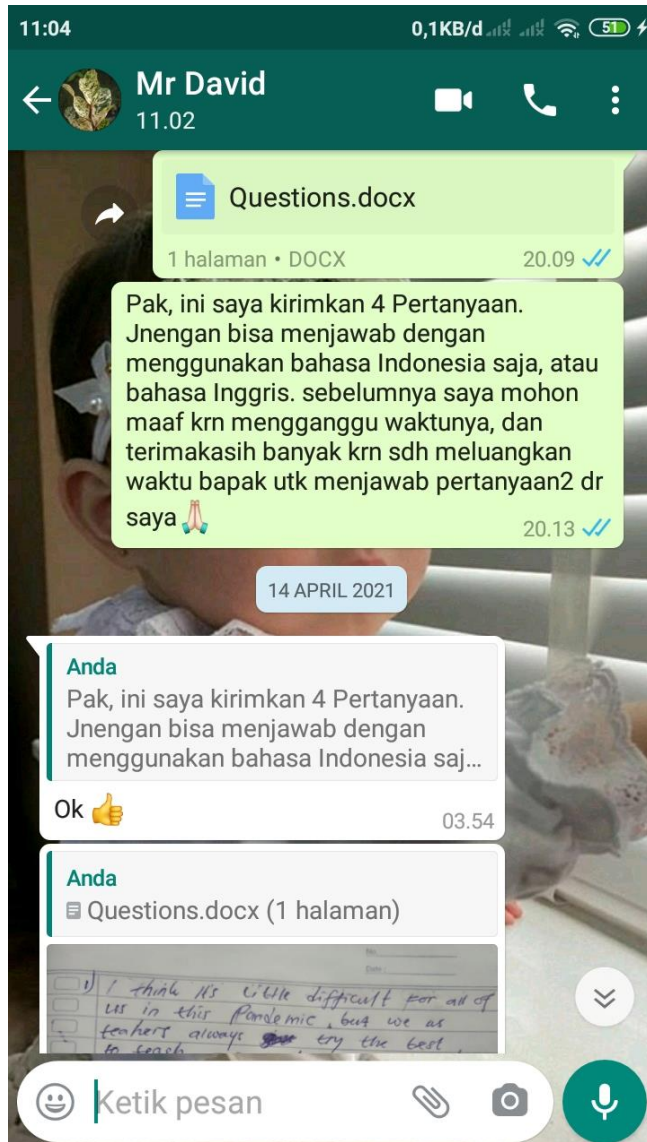 11:04 0,1KB/d 51
Mr David
11.02
Questions.docx
1 halaman • DOCX 20.09
Pak, ini saya kirimkan 4 Pertanyaan.
Jnengan bisa menjawab dengan
menggunakan bahasa Indonesia saja, atau
bahasa Inggris. sebelumnya saya mohon
maaf krn mengganggu waktunya, dan
terimakasih banyak krn sdh meluangkan
waktu bapak utk menjawab pertanyaan2 dr
saya🙏🏻 20.13
14 APRIL 2021
Anda
Pak, ini saya kirimkan 4 Pertanyaan.
Jnengan bisa menjawab dengan
menggunakan bahasa Indonesia saj...
Ok 👍 03.54
Anda
Questions.docx (1 halaman)
No
Date
1) I think It's little difficult for all of
us in this Pandemic, but we as
teahers always try the best
to teach
Ketik pesan